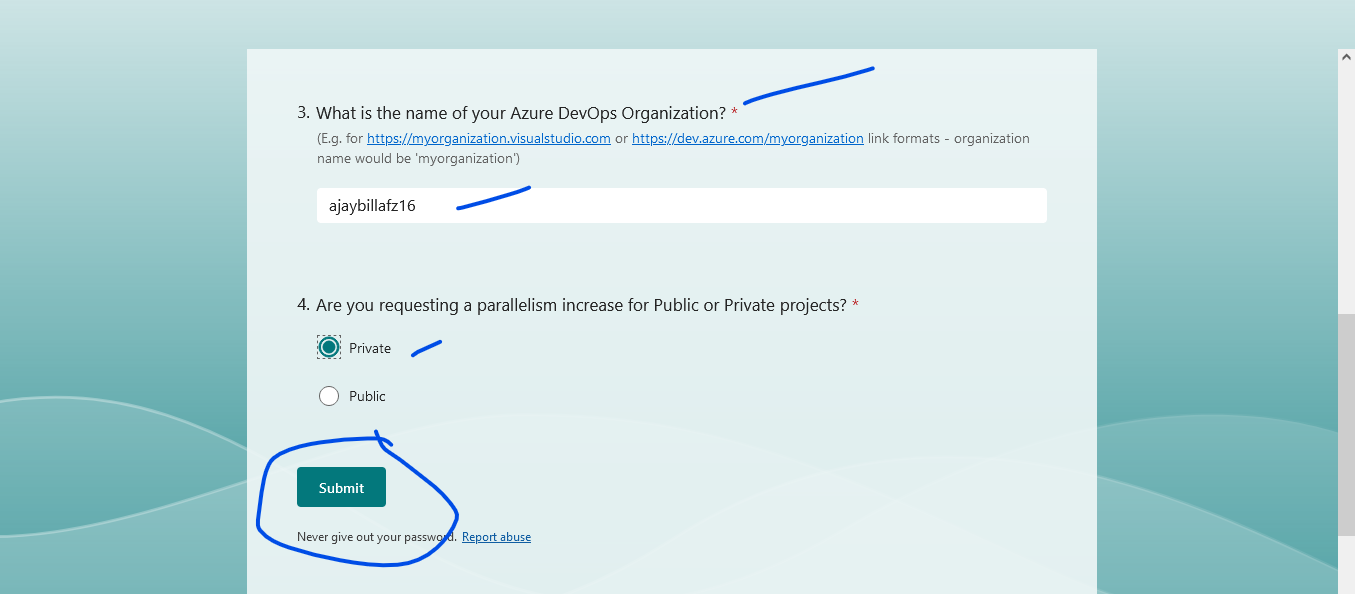 3. What is the name of your Azure DevOps Organization? *
(E.g. for https://myorganization.visualstudio.com or https://dev.azure.com/myorganization link formats - organization
name would be 'myorganization')
ajaybillafz16
4. Are you requesting a parallelism increase for Public or Private projects? *
Private
Public
Submit
Never give out your password. Report abuse